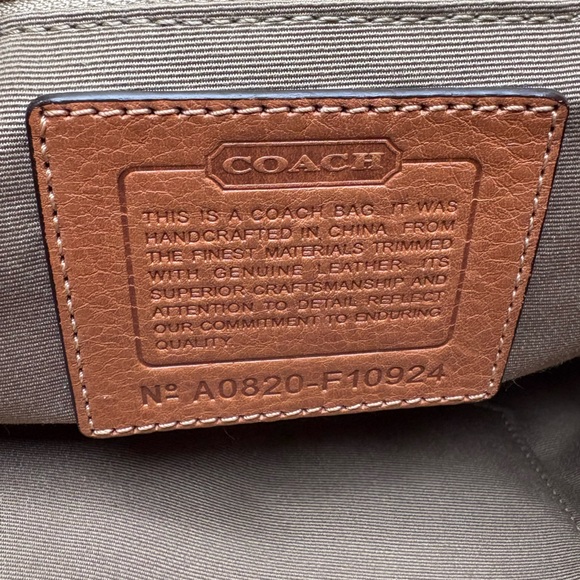 COACH
THIS IS A COACH BAG. IT WAS
HANDCRAFTED IN CHINA. FROM
THE FINEST MATERIALS TRIMMED
WITH GENUINE LEATHER. ITS
SUPERIOR CRAFTSMANSHIP AND
ATTENTION TO DETAIL REFLECT
OUR COMMITMENT TO ENDURING
QUALITY.
Nº A0820-F10924